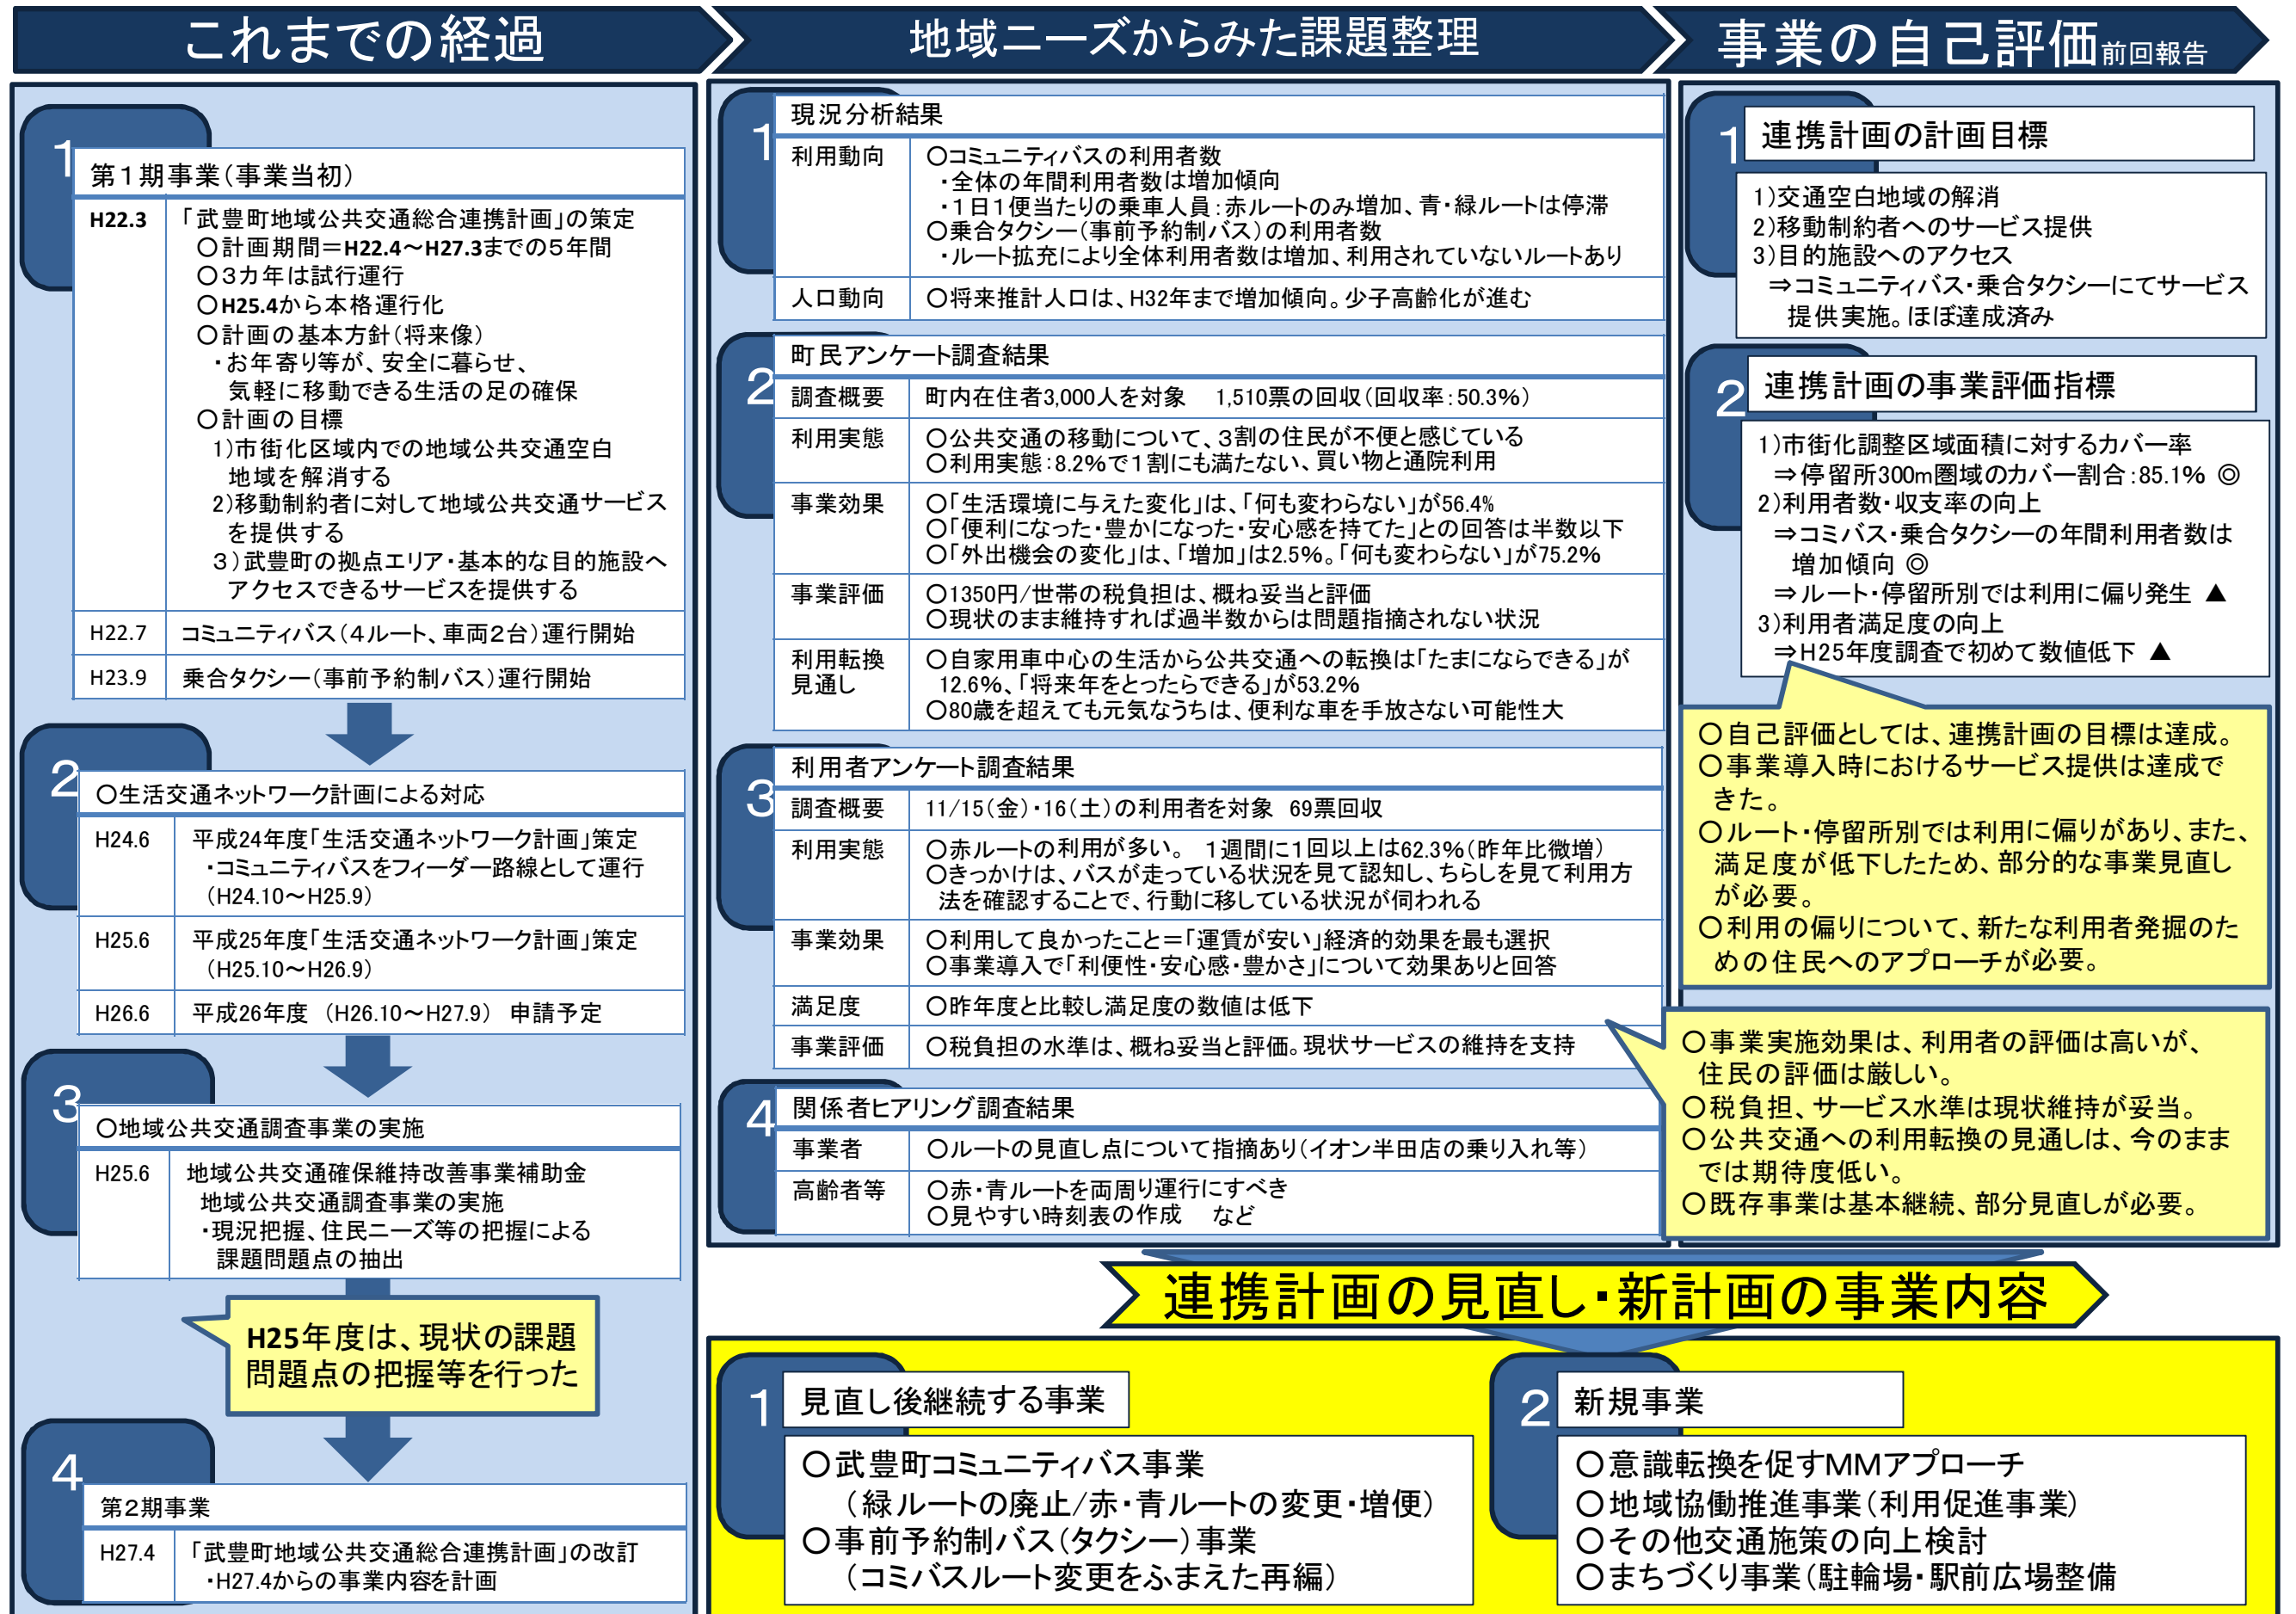 これまでの経過
1
第1期事業(事業当初)
H22.3
「武豊町地域公共交通総合連携計画」の策定
○計画期間＝H22.4～H27.3までの5年間
○3カ年は試行運行
○H25.4から本格運行化
○計画の基本方針(将来像)
・お年寄り等が、安全に暮らせ、
気軽に移動できる生活の足の確保
○計画の目標
1)市街化区域内での地域公共交通空白
地域を解消する
2)移動制約者に対して地域公共交通サービス
を提供する
3)武豊町の拠点エリア・基本的な目的施設へ
アクセスできるサービスを提供する
H22.7
コミュニティバス(4ルート、車両2台)運行開始
H23.9
乗合タクシー(事前予約制バス)運行開始
2
○生活交通ネットワーク計画による対応
H24.6
平成24年度「生活交通ネットワーク計画」策定
・コミュニティバスをフィーダー路線として運行
(H24.10～H25.9)
H25.6
平成25年度「生活交通ネットワーク計画」策定
(H25.10～H26.9)
H26.6
平成26年度 (H26.10～H27.9) 申請予定
3
○地域公共交通調査事業の実施
H25.6
地域公共交通確保維持改善事業補助金
地域公共交通調査事業の実施
・現況把握、住民ニーズ等の把握による
課題問題点の抽出
H25年度は、現状の課題
問題点の把握等を行った
4
第2期事業
H27.4
「武豊町地域公共交通総合連携計画」の改訂
・H27.4からの事業内容を計画
地域ニーズからみた課題整理
1
現況分析結果
利用動向
○コミュニティバスの利用者数
・全体の年間利用者数は増加傾向
・1日1便当たりの乗車人員:赤ルートのみ増加、青・緑ルートは停滞
○乗合タクシー(事前予約制バス)の利用者数
・ルート拡充により全体利用者数は増加、利用されていないルートあり
人口動向
○将来推計人口は、H32年まで増加傾向。少子高齢化が進む
2
町民アンケート調査結果
調査概要
町内在住者3,000人を対象 1,510票の回収(回収率:50.3%)
利用実態
○公共交通の移動について、3割の住民が不便と感じている
○利用実態:8.2%で1割にも満たない、買い物と通院利用
事業効果
○「生活環境に与えた変化」は、「何も変わらない」が56.4%
○「便利になった・豊かになった・安心感を持てた」との回答は半数以下
○「外出機会の変化」は、「増加」は2.5%。「何も変わらない」が75.2%
事業評価
○1350円/世帯の税負担は、概ね妥当と評価
○現状のまま維持すれば過半数からは問題指摘されない状況
利用転換
見通し
○自家用車中心の生活から公共交通への転換は「たまにならできる」が
12.6%、「将来年をとったらできる」が53.2%
○80歳を超えても元気なうちは、便利な車を手放さない可能性大
3
利用者アンケート調査結果
調査概要
11/15(金)・16(土)の利用者を対象 69票回収
利用実態
○赤ルートの利用が多い。 1週間に1回以上は62.3%(昨年比微増)
○きっかけは、バスが走っている状況を見て認知し、ちらしを見て利用方
法を確認することで、行動に移している状況が伺われる
事業効果
○利用して良かったこと＝「運賃が安い」経済的効果を最も選択
○事業導入で「利便性・安心感・豊かさ」について効果ありと回答
満足度
○昨年度と比較し満足度の数値は低下
事業評価
○税負担の水準は、概ね妥当と評価。現状サービスの維持を支持
4
関係者ヒアリング調査結果
事業者
○ルートの見直し点について指摘あり(イオン半田店の乗り入れ等)
高齢者等
○赤・青ルートを両周り運行にすべき
○見やすい時刻表の作成 など
事業の自己評価前回報告
1
連携計画の計画目標
1)交通空白地域の解消
2)移動制約者へのサービス提供
3)目的施設へのアクセス
⇒コミュニティバス・乗合タクシーにてサービス
提供実施。ほぼ達成済み
2
連携計画の事業評価指標
1)市街化調整区域面積に対するカバー率
⇒停留所300m圏域のカバー割合:85.1% ◎
2)利用者数・収支率の向上
⇒コミバス・乗合タクシーの年間利用者数は
増加傾向 ◎
⇒ルート・停留所別では利用に偏り発生 ▲
3)利用者満足度の向上
⇒H25年度調査で初めて数値低下 ▲
○自己評価としては、連携計画の目標は達成。
○事業導入時におけるサービス提供は達成で
きた。
○ルート・停留所別では利用に偏りがあり、また、
満足度が低下したため、部分的な事業見直し
が必要。
○利用の偏りについて、新たな利用者発掘のた
めの住民へのアプローチが必要。
○事業実施効果は、利用者の評価は高いが、
住民の評価は厳しい。
○税負担、サービス水準は現状維持が妥当。
○公共交通への利用転換の見通しは、今のまま
では期待度低い。
○既存事業は基本継続、部分見直しが必要。
連携計画の見直し・新計画の事業内容
1
見直し後継続する事業
○武豊町コミュニティバス事業
(緑ルートの廃止/赤・青ルートの変更・増便)
○事前予約制バス(タクシー)事業
(コミバスルート変更をふまえた再編)
2
新規事業
○意識転換を促すMMアプローチ
○地域協働推進事業(利用促進事業)
○その他交通施策の向上検討
○まちづくり事業(駐輪場・駅前広場整備